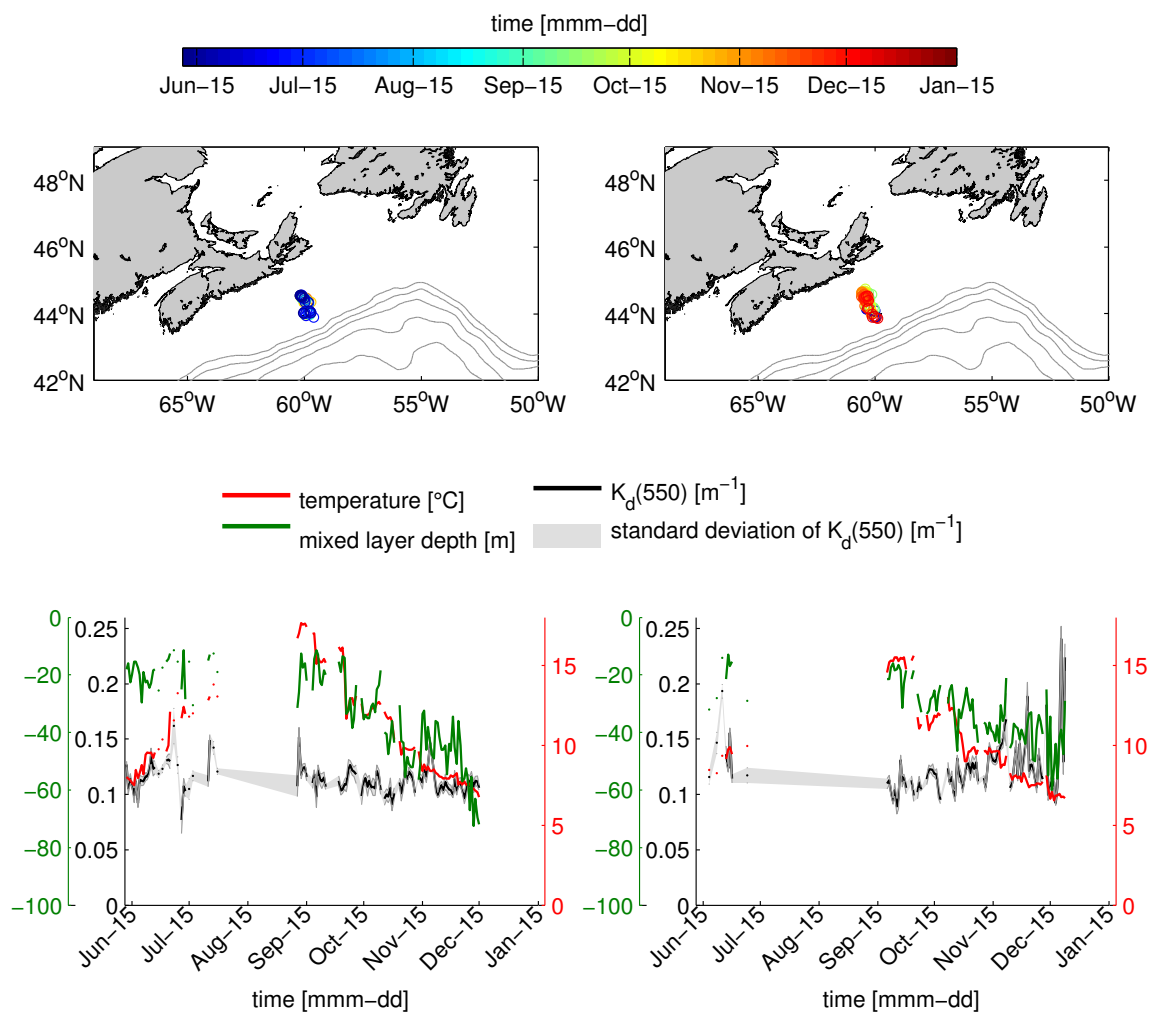 time [mmm−dd]
Jun−15 Jul−15 Aug−15 Sep−15 Oct−15 Nov−15 Dec−15 Jan−15
48°N
46°N
44°N
42°N
65°W 60°W 55°W 50°W
48°N
46°N
44°N
42°N
65°W 60°W 55°W 50°W
temperature [°C]
mixed layer depth [m]
K_d(550) [m⁻¹]
standard deviation of K_d(550) [m⁻¹]
0 0.25
−20 0.2 15
−40 0.15 10
−60 0.1
−80 0.05 5
−100 0 0
Jun−15 Jul−15 Aug−15 Sep−15 Oct−15 Nov−15 Dec−15 Jan−15
time [mmm−dd]
0 0.25
−20 0.2 15
−40 0.15 10
−60 0.1
−80 0.05 5
−100 0 0
Jun−15 Jul−15 Aug−15 Sep−15 Oct−15 Nov−15 Dec−15 Jan−15
time [mmm−dd]